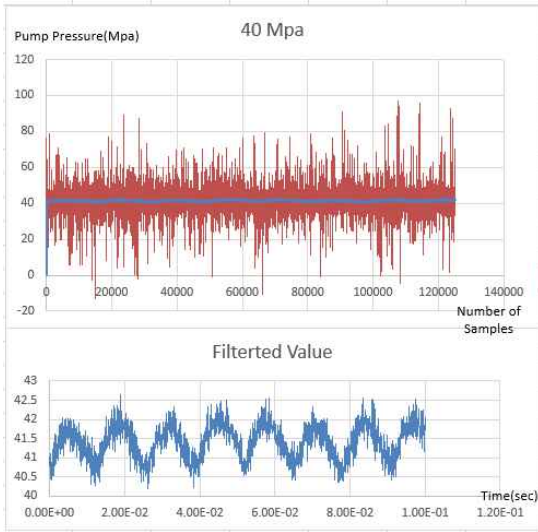 40 Mpa
Pump Pressure(Mpa)
120
100
80
60
40
20
0
-20
0 20000 40000 60000 80000 100000 120000 140000
Number of
Samples
Filterted Value
43
42.5
42
41.5
41
40.5
40
0.00E+00 2.00E-02 4.00E-02 6.00E-02 8.00E-02 1.00E-01 1.20E-01
Time(sec)